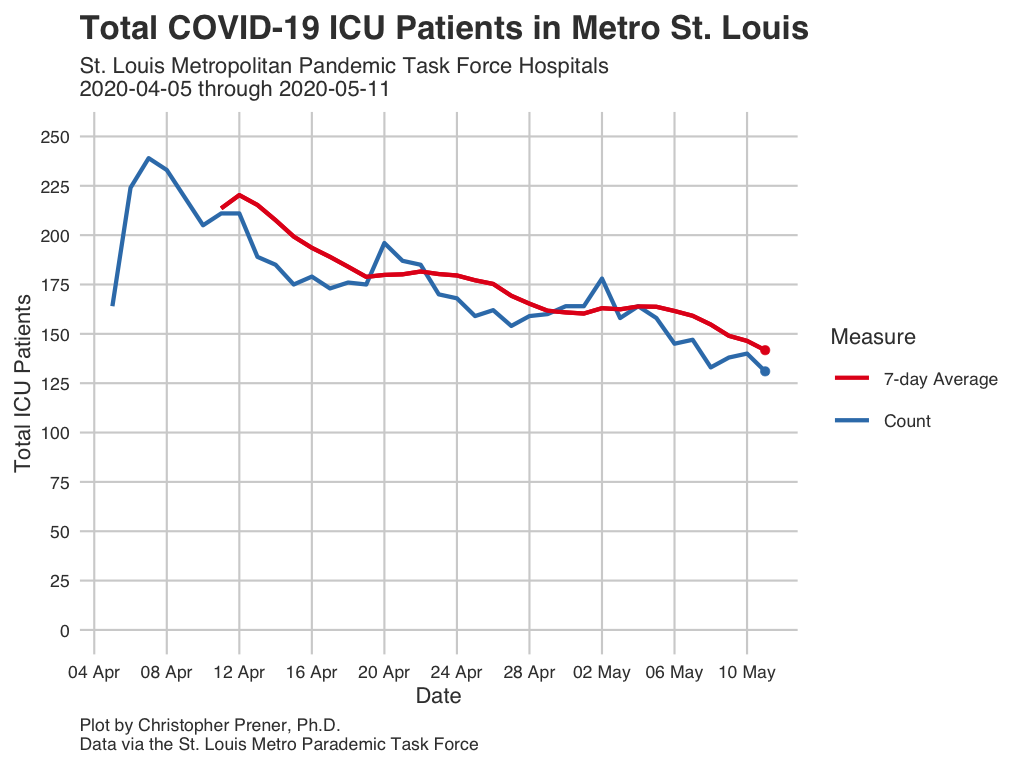 Total COVID-19 ICU Patients in Metro St. Louis
St. Louis Metropolitan Pandemic Task Force Hospitals
2020-04-05 through 2020-05-11
250
225
200
175
150
125
100
75
50
25
0
Total ICU Patients
04 Apr 08 Apr 12 Apr 16 Apr 20 Apr 24 Apr 28 Apr 02 May 06 May 10 May
Date
Measure
7-day Average
Count
Plot by Christopher Prener, Ph.D.
Data via the St. Louis Metro Parademic Task Force